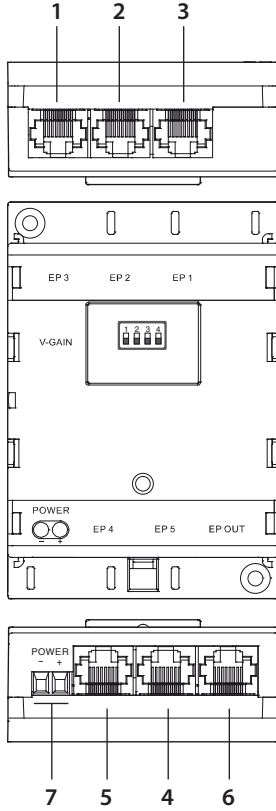 1 2 3
EP 3 EP 2 EP 1
V-GAIN
1 2 3 4
POWER
- +
EP 4 EP 5 EP OUT
POWER
- +
7 5 4 6